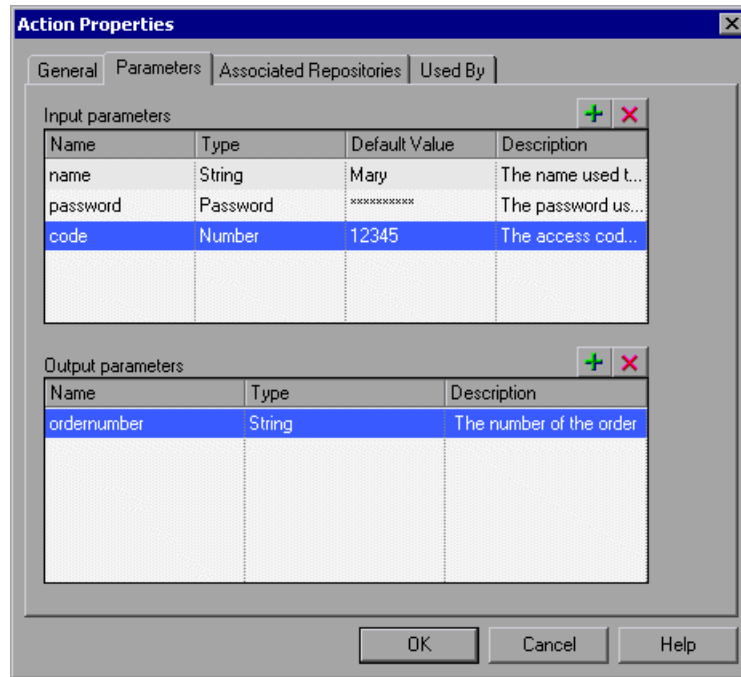 Action Properties
General Parameters Associated Repositories Used By
Input parameters
Name Type Default Value Description
name String Mary The name used t...
password Password ********** The password us...
code Number 12345 The access cod...
Output parameters
Name Type Description
ordernumber String The number of the order
OK Cancel Help